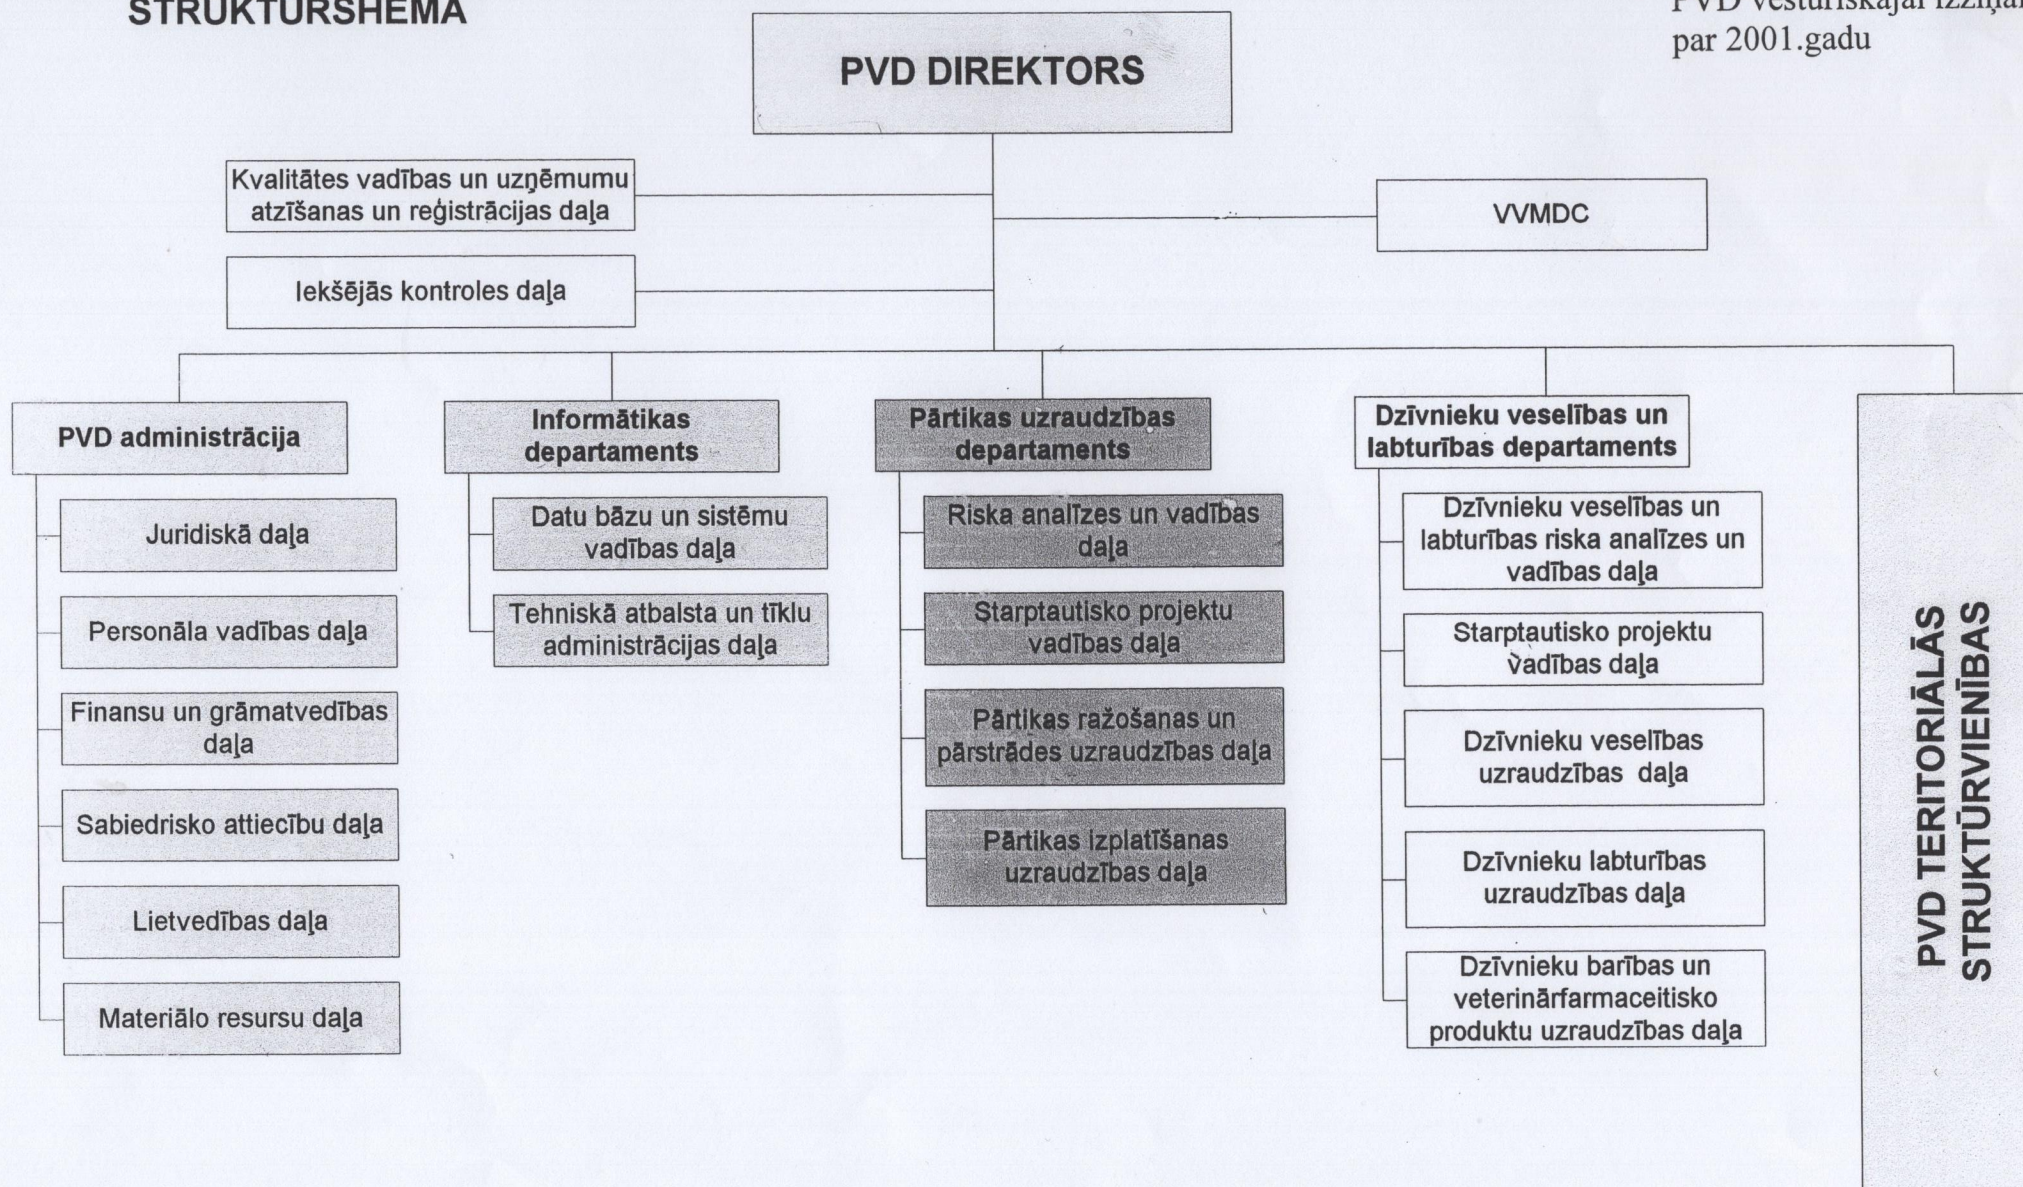 STRUKTŪRSHĒMA
PVD vēsturiskajai izziņai
par 2001.gadu
PVD DIREKTORS
Kvalitātes vadības un uzņēmumu
atzīšanas un reģistrācijas daļa
VVMDC
Iekšējās kontroles daļa
PVD administrācija
Juridiskā daļa
Personāla vadības daļa
Finansu un grāmatvedības
daļa
Sabiedrisko attiecību daļa
Lietvedības daļa
Materiālo resursu daļa
Informātikas
departaments
Datu bāzu un sistēmu
vadības daļa
Tehniskā atbalsta un tīklu
administrācijas daļa
Pārtikas uzraudzības
departaments
Riska analīzes un vadības
daļa
Starptautisko projektu
vadības daļa
Pārtikas ražošanas un
pārstrādes uzraudzības daļa
Pārtikas izplatīšanas
uzraudzības daļa
Dzīvnieku veselības un
labturības departaments
Dzīvnieku veselības un
labturības riska analīzes un
vadības daļa
Starptautisko projektu
vadības daļa
Dzīvnieku veselības
uzraudzības daļa
Dzīvnieku labturības
uzraudzības daļa
Dzīvnieku barības un
veterinārfarmaceitisko
produktu uzraudzības daļa
PVD TERITORIĀLĀS
STRUKTŪRVIENĪBAS